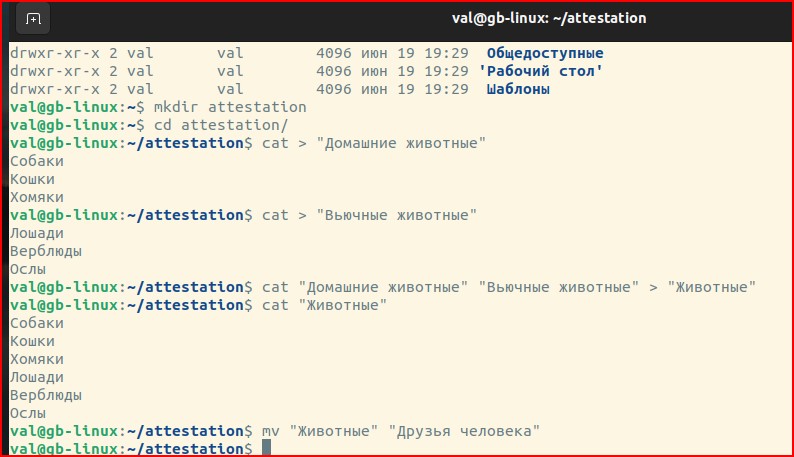 val@gb-linux: ~/attestation
drwxr-xr-x 2 val       val        4096 июн 19 19:29  Общедоступные
drwxr-xr-x 2 val       val        4096 июн 19 19:29 'Рабочий стол'
drwxr-xr-x 2 val       val        4096 июн 19 19:29  Шаблоны
val@gb-linux:~$ mkdir attestation
val@gb-linux:~$ cd attestation/
val@gb-linux:~/attestation$ cat > "Домашние животные"
Собаки
Кошки
Хомяки
val@gb-linux:~/attestation$ cat > "Вьючные животные"
Лошади
Верблюды
Ослы
val@gb-linux:~/attestation$ cat "Домашние животные" "Вьючные животные" > "Животные"
val@gb-linux:~/attestation$ cat "Животные"
Собаки
Кошки
Хомяки
Лошади
Верблюды
Ослы
val@gb-linux:~/attestation$ mv "Животные" "Друзья человека"
val@gb-linux:~/attestation$